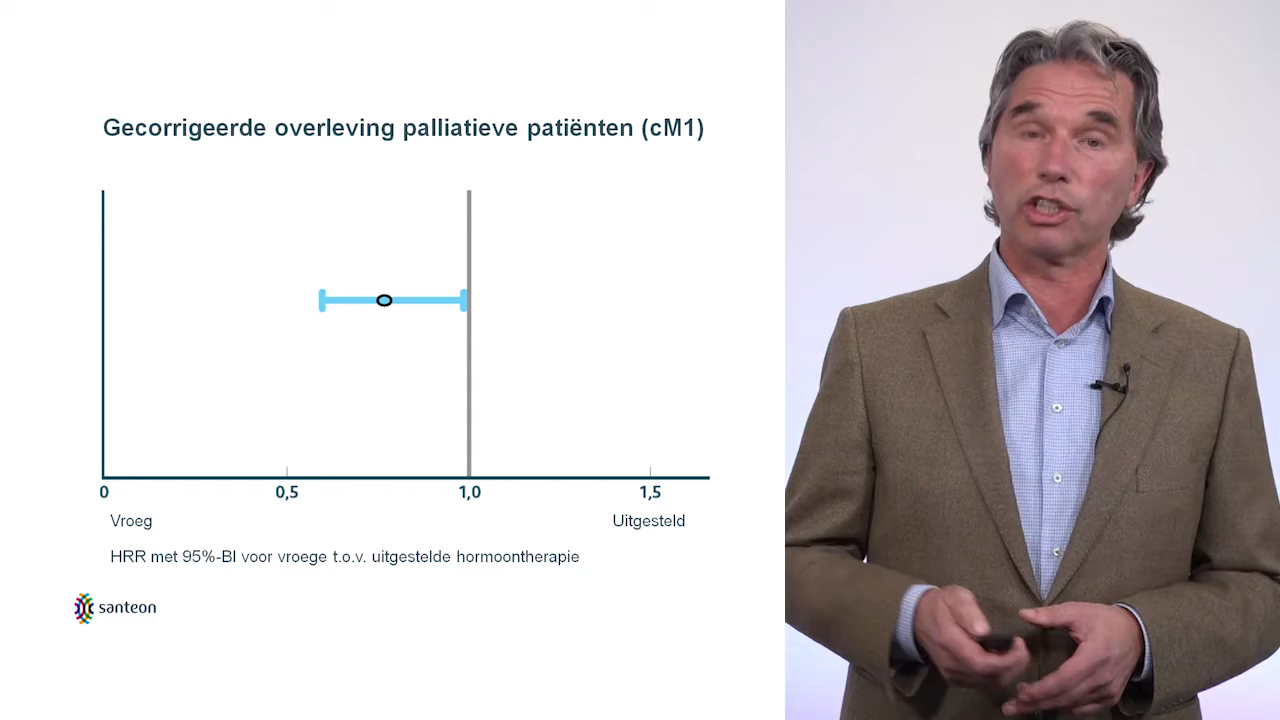 Gecorrigeerde overleving palliatieve patiënten (cM1)
0 0,5 1,0 1,5
Vroeg Uitgesteld
HRR met 95%-BI voor vroege t.o.v. uitgestelde hormoontherapie
santeon